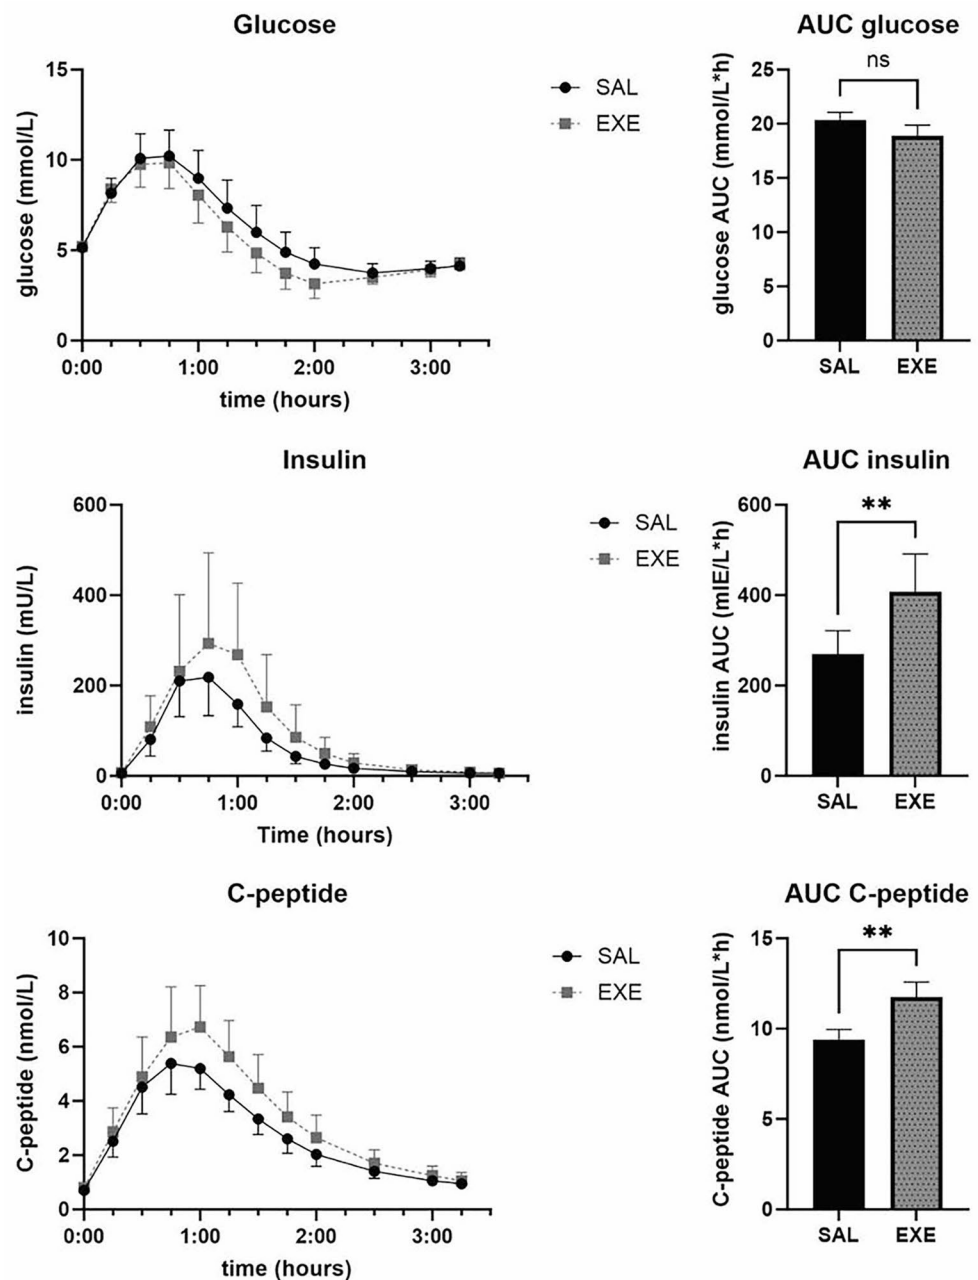 Glucose
15
10
5
0
glucose (mmol/L)
0:00 1:00 2:00 3:00
time (hours)
SAL
EXE
AUC glucose
ns
25
20
15
10
5
0
glucose AUC (mmol/L*h)
SAL EXE
Insulin
600
400
200
0
insulin (mU/L)
0:00 1:00 2:00 3:00
Time (hours)
SAL
EXE
AUC insulin
**
600
400
200
0
insulin AUC (mIE/L*h)
SAL EXE
C-peptide
10
8
6
4
2
0
C-peptide (nmol/L)
0:00 1:00 2:00 3:00
time (hours)
SAL
EXE
AUC C-peptide
**
15
10
5
0
C-peptide AUC (nmol/L*h)
SAL EXE